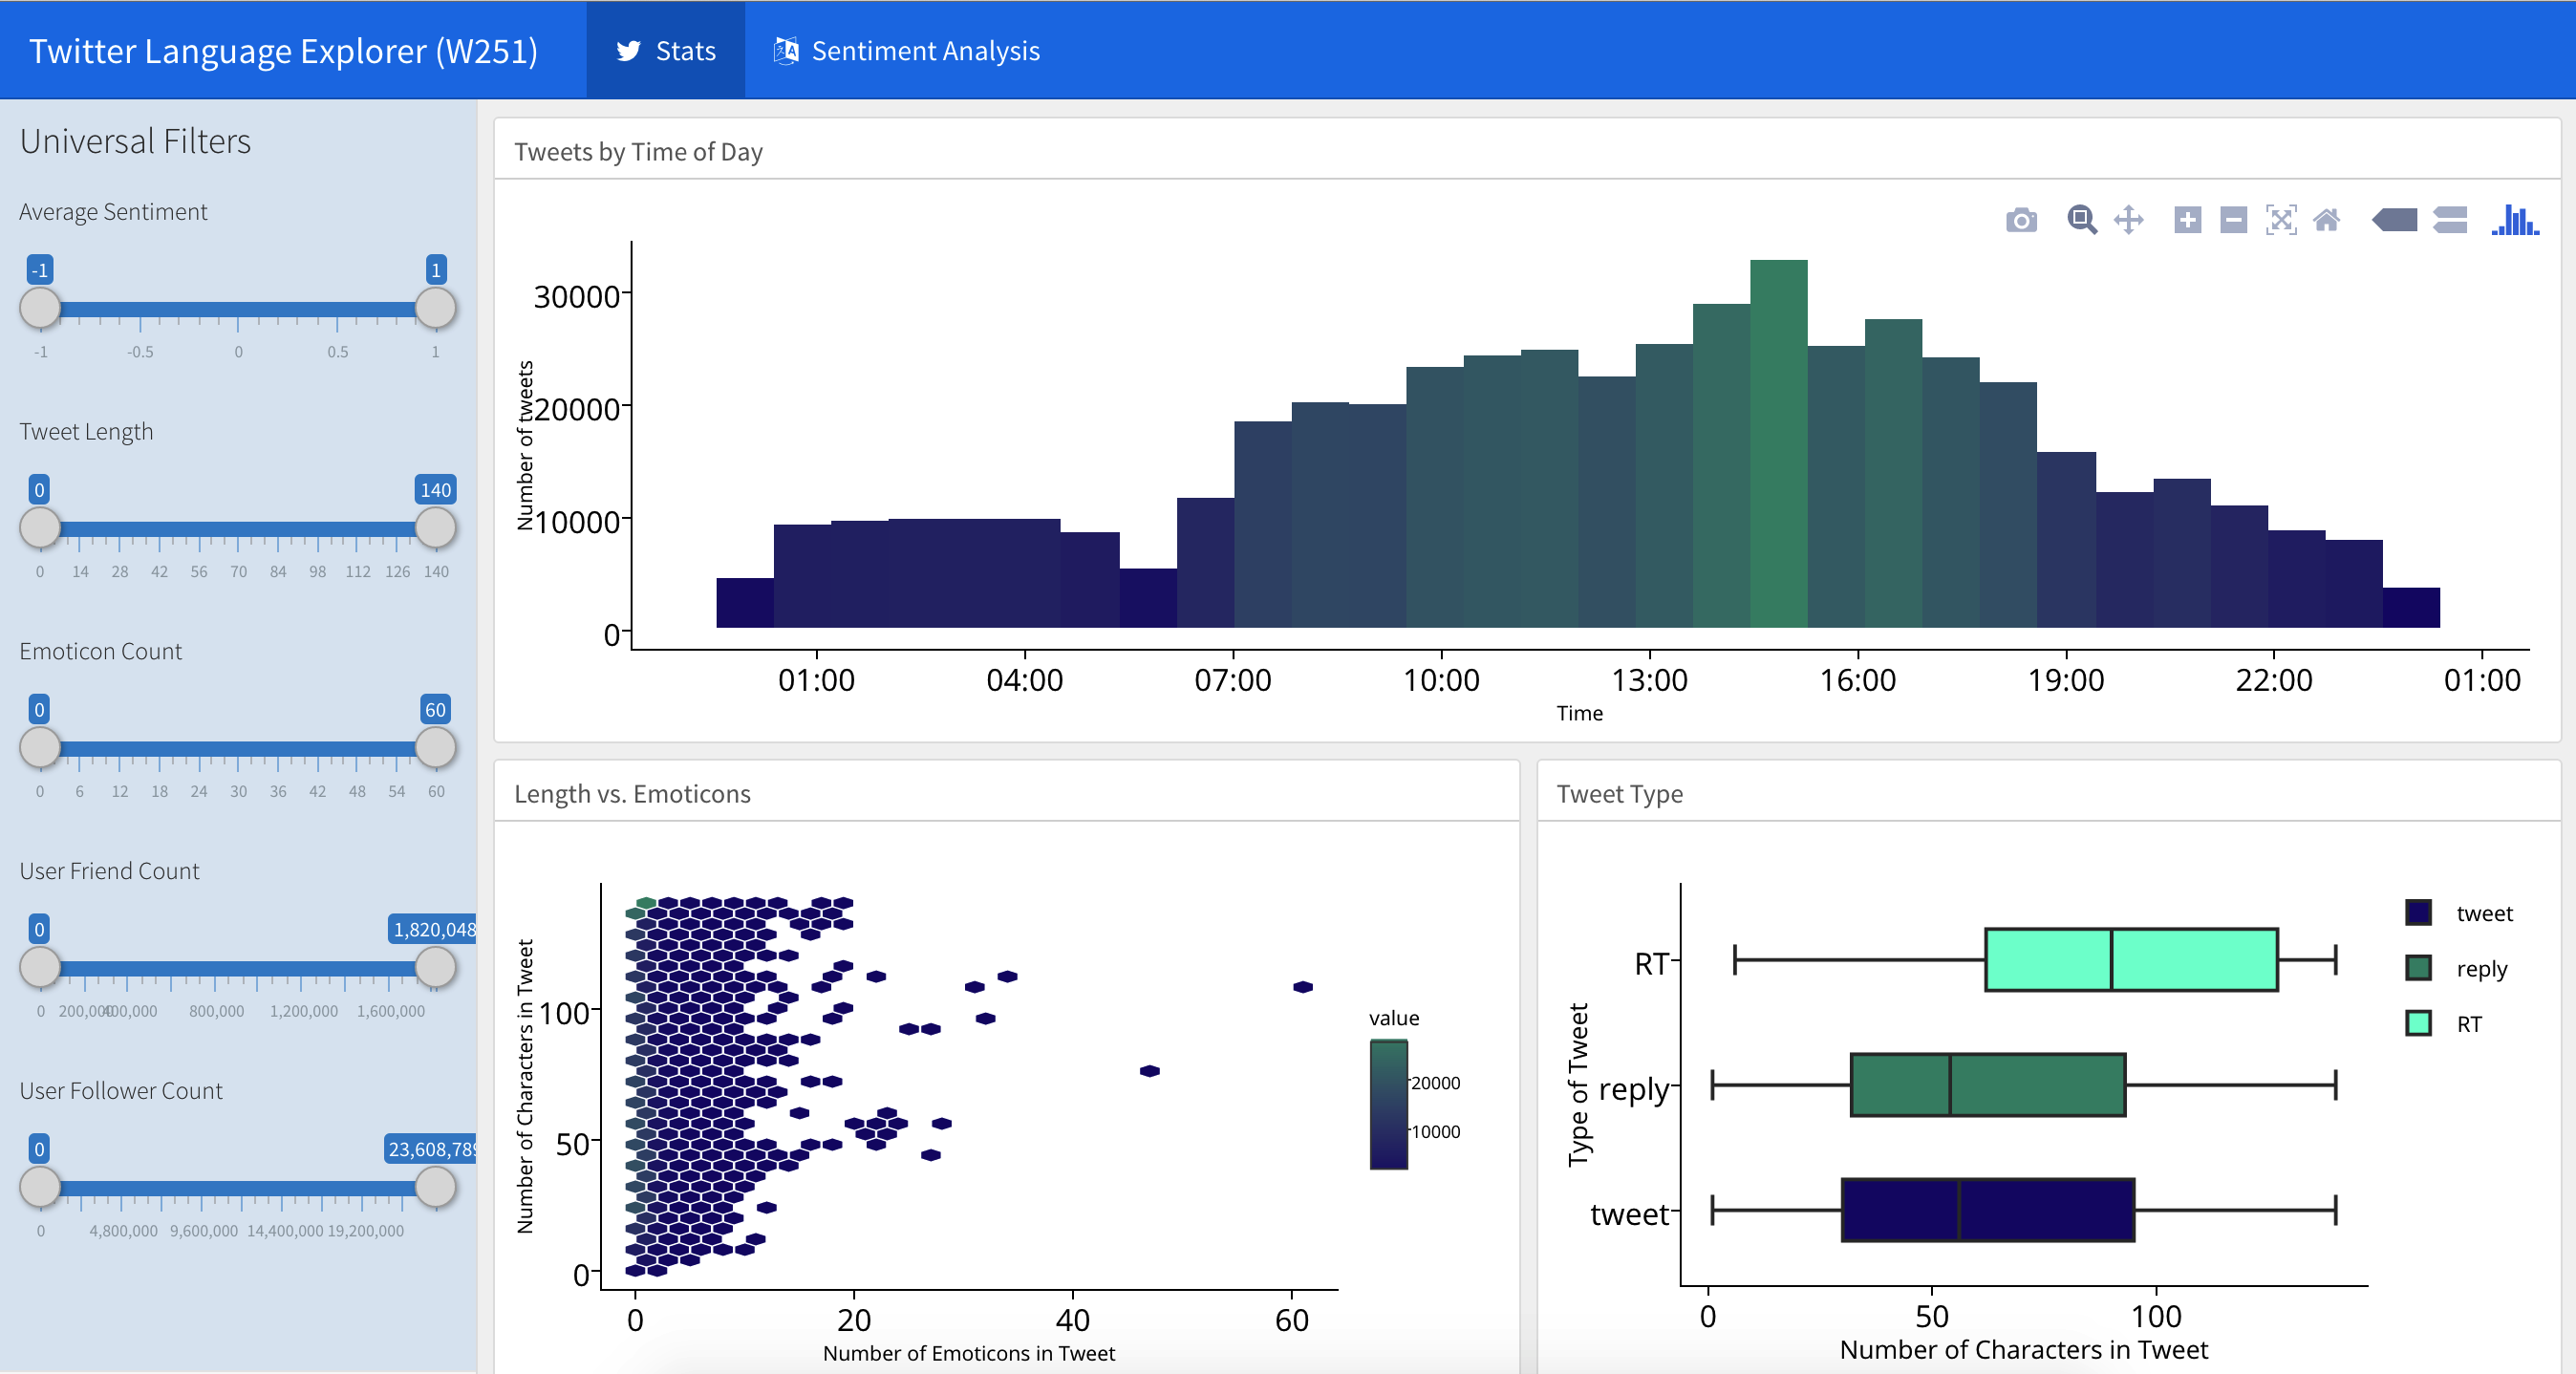 Twitter Language Explorer (W251)
Stats
Sentiment Analysis
Universal Filters
Average Sentiment
-1 1
-1 -0.5 0 0.5 1
Tweet Length
0 140
0 14 28 42 56 70 84 98 112 126 140
Emoticon Count
0 60
0 6 12 18 24 30 36 42 48 54 60
User Friend Count
0 1,820,048
0 200,000 400,000 800,000 1,200,000 1,600,000
User Follower Count
0 23,608,789
0 4,800,000 9,600,000 14,400,000 19,200,000
Tweets by Time of Day
Number of tweets
30000
20000
10000
0
01:00 04:00 07:00 10:00 13:00 16:00 19:00 22:00 01:00
Time
Length vs. Emoticons
Number of Characters in Tweet
100
50
0
0 20 40 60
Number of Emoticons in Tweet
value
20000
10000
Tweet Type
Type of Tweet
RT
reply
tweet
0 50 100
Number of Characters in Tweet
tweet
reply
RT